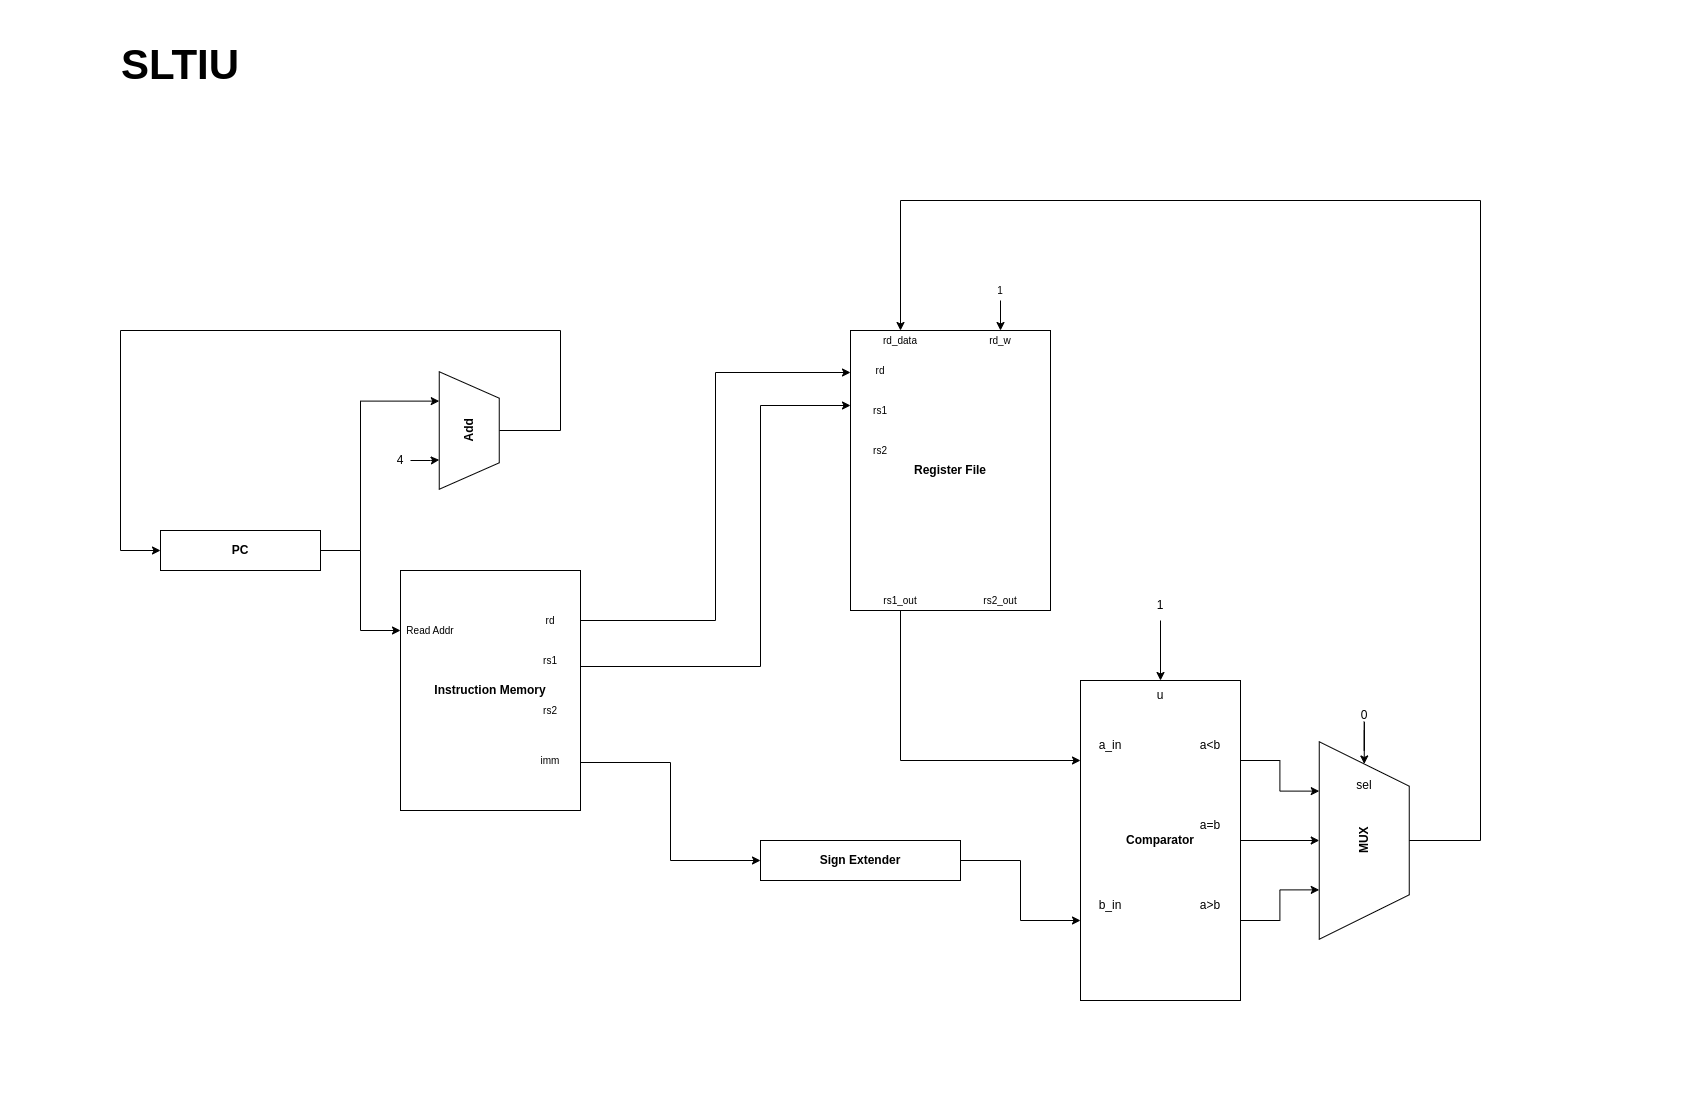 SLTIU
1
rd_data
rd_w
rd
rs1
rs2
Register File
rs1_out
rs2_out
Add
4
PC
Read Addr
rd
rs1
Instruction Memory
rs2
imm
Sign Extender
1
u
a_in
a<b
a=b
Comparator
b_in
a>b
0
sel
MUX